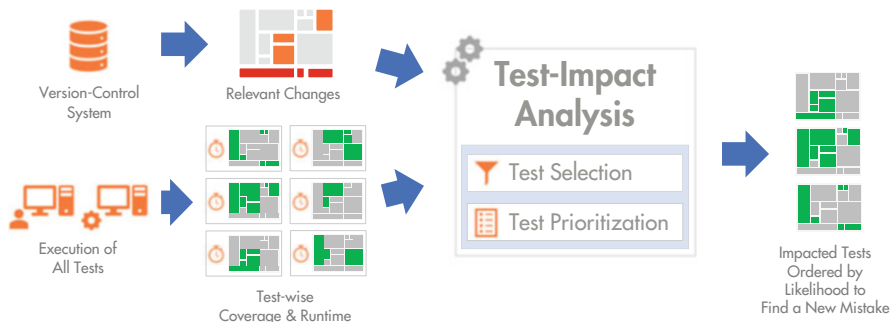 Version-Control
System
Relevant Changes
Execution of
All Tests
Test-wise
Coverage & Runtime
Test-Impact
Analysis
Test Selection
Test Prioritization
Impacted Tests
Ordered by
Likelihood to
Find a New Mistake